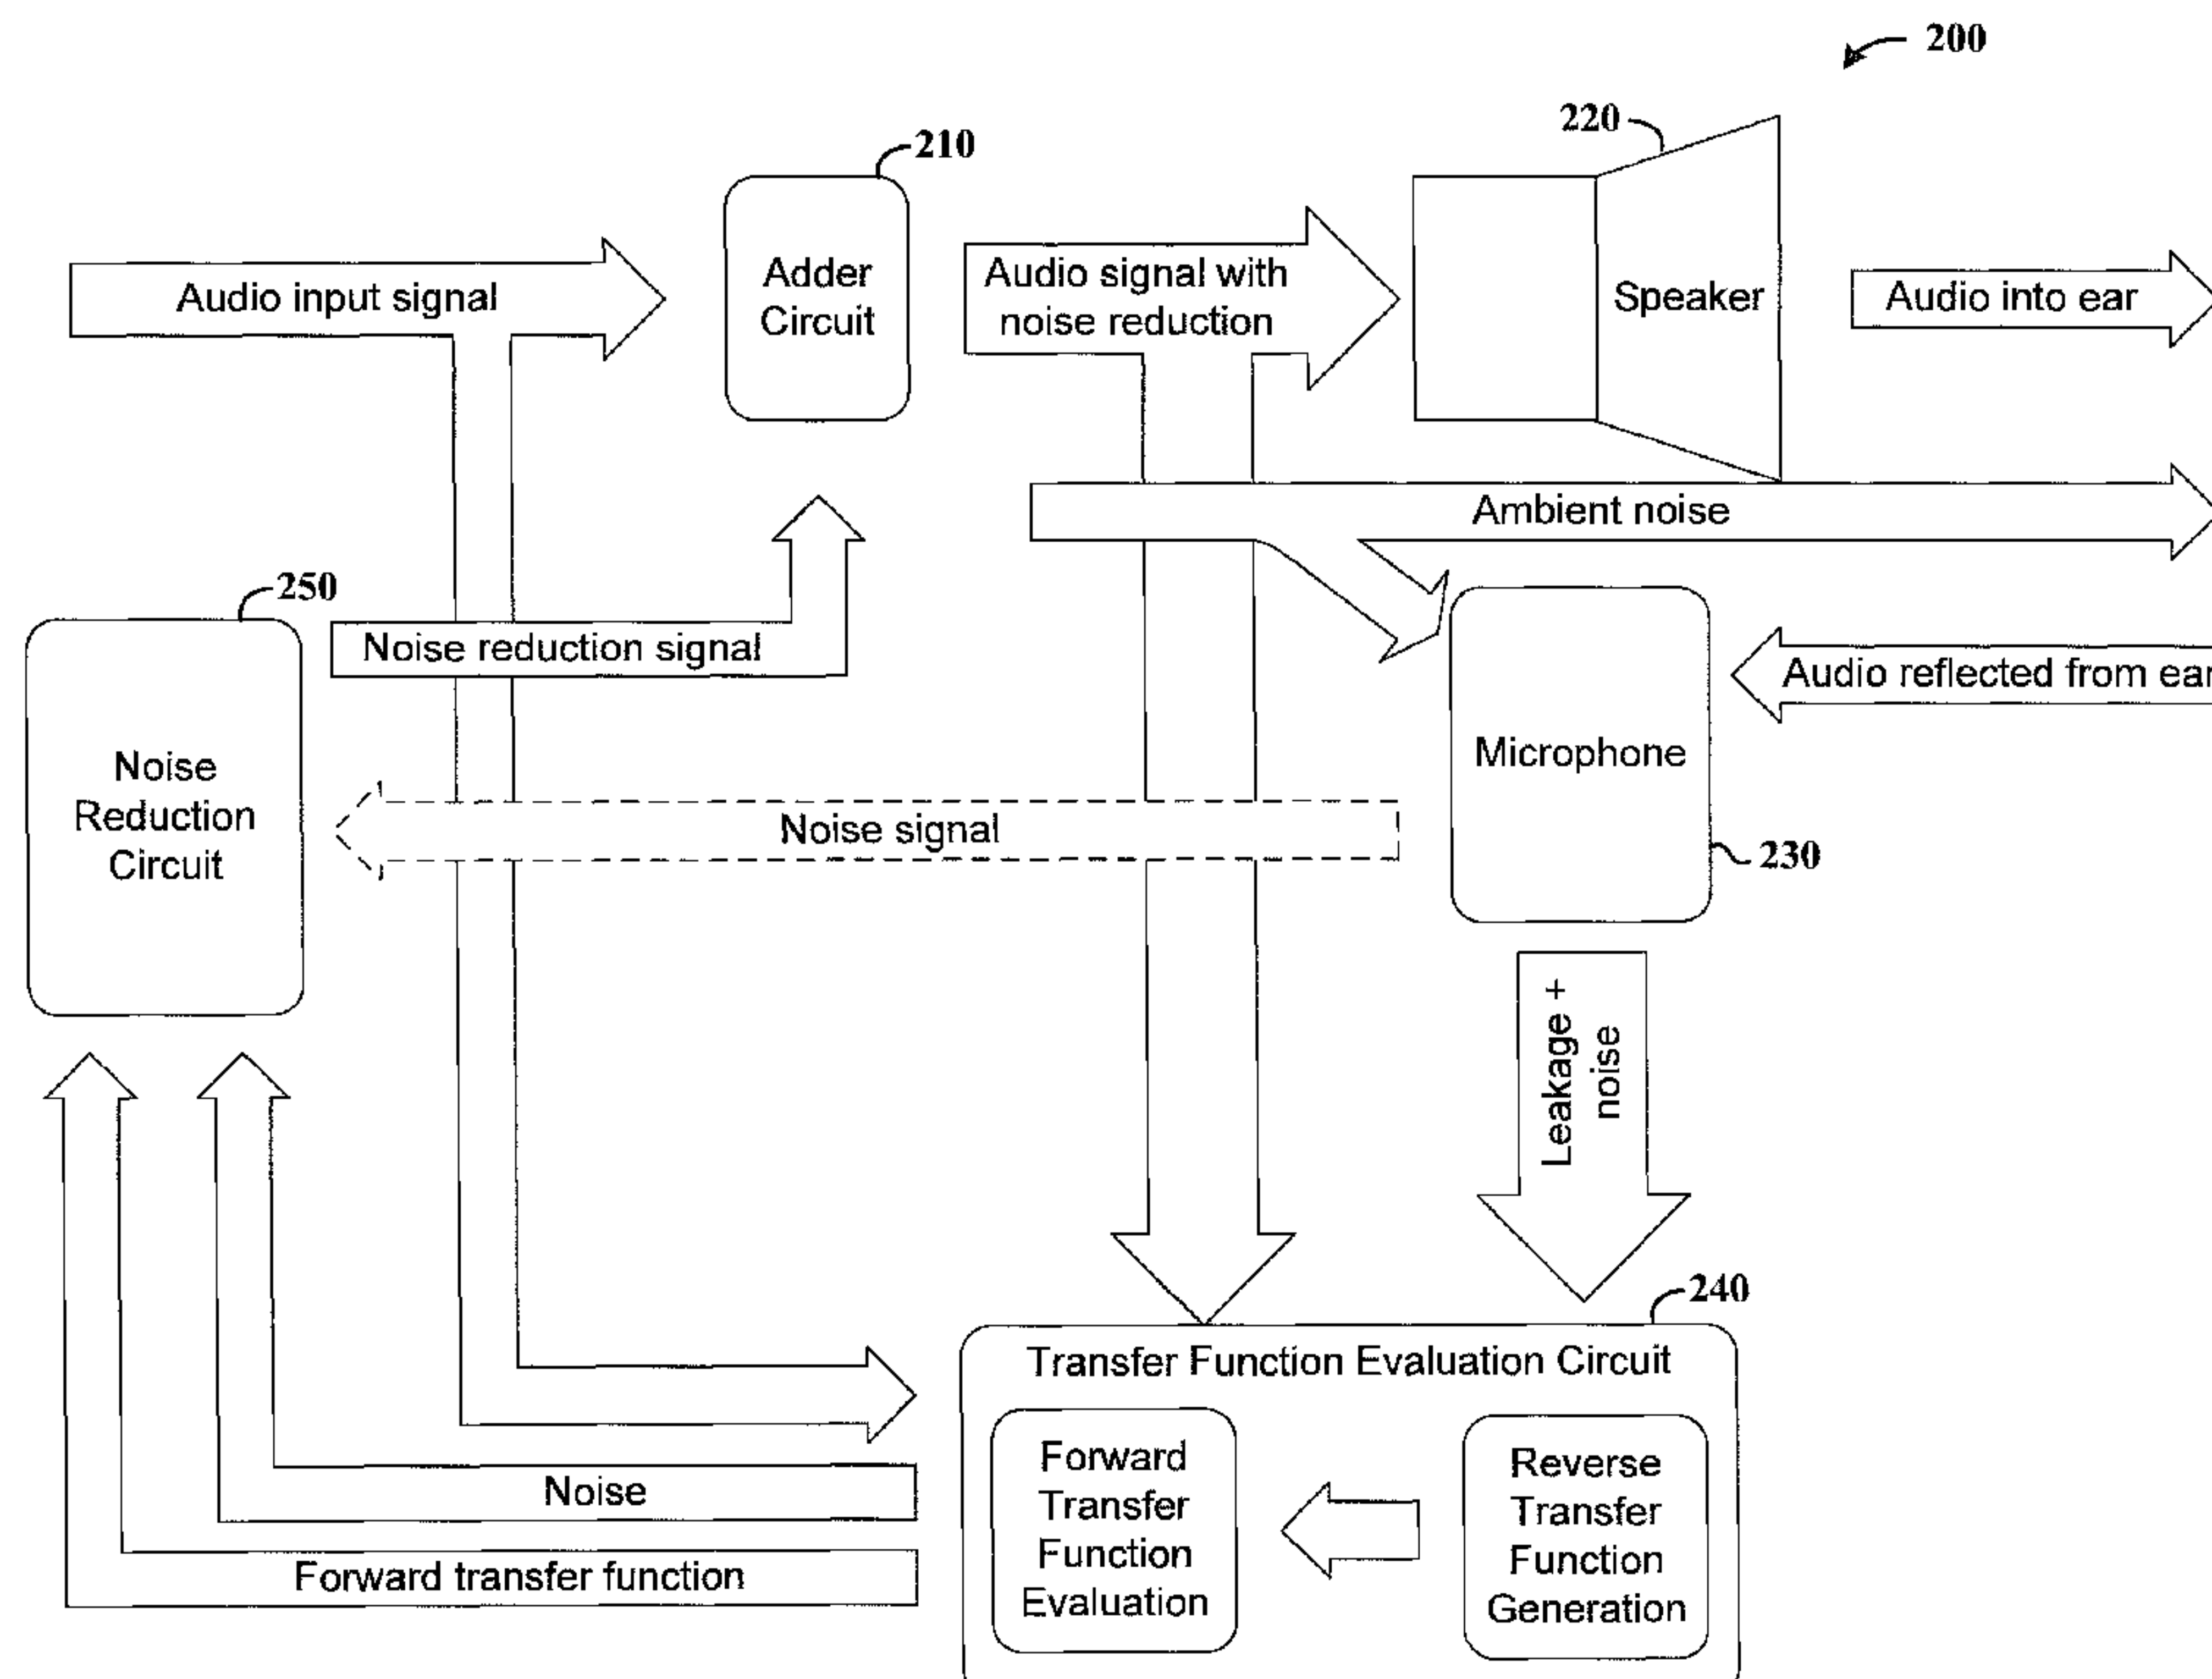 200
220
210
Audio input signal
Adder
Circuit
Audio signal with
noise reduction
Speaker
Audio into ear
Ambient noise
250
Noise reduction signal
Audio reflected from ear
Noise
Reduction
Circuit
Microphone
Noise signal
230
Leakage +
noise
240
Transfer Function Evaluation Circuit
Forward
Transfer
Function
Evaluation
Reverse
Transfer
Function
Generation
Noise
Forward transfer function